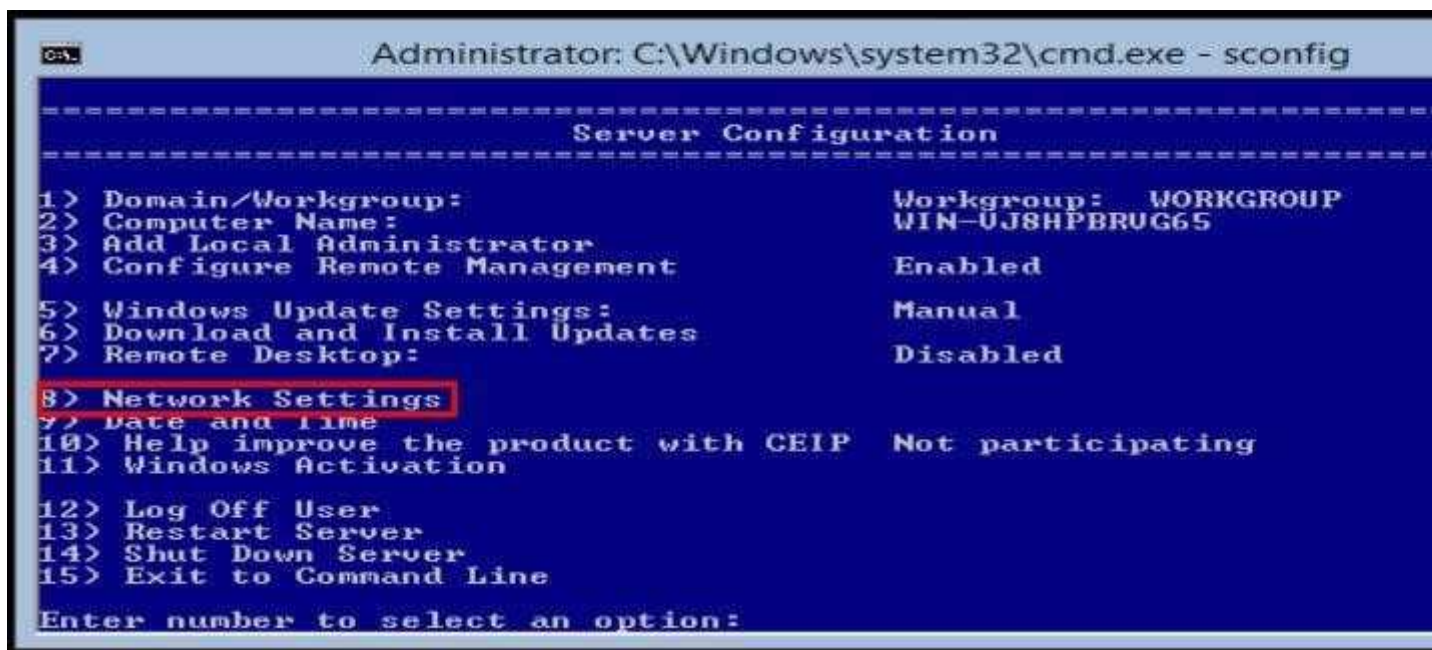 Administrator: C:\Windows\system32\cmd.exe - sconfig
===============================================================
Server Configuration
===============================================================
1) Domain/Workgroup: Workgroup: WORKGROUP
2) Computer Name: WIN-VJ8HPBRVG65
3) Add Local Administrator
4) Configure Remote Management Enabled
5) Windows Update Settings: Manual
6) Download and Install Updates
7) Remote Desktop: Disabled
8) Network Settings
9) Date and Time
10) Help improve the product with CEIP Not participating
11) Windows Activation
12) Log Off User
13) Restart Server
14) Shut Down Server
15) Exit to Command Line
Enter number to select an option: